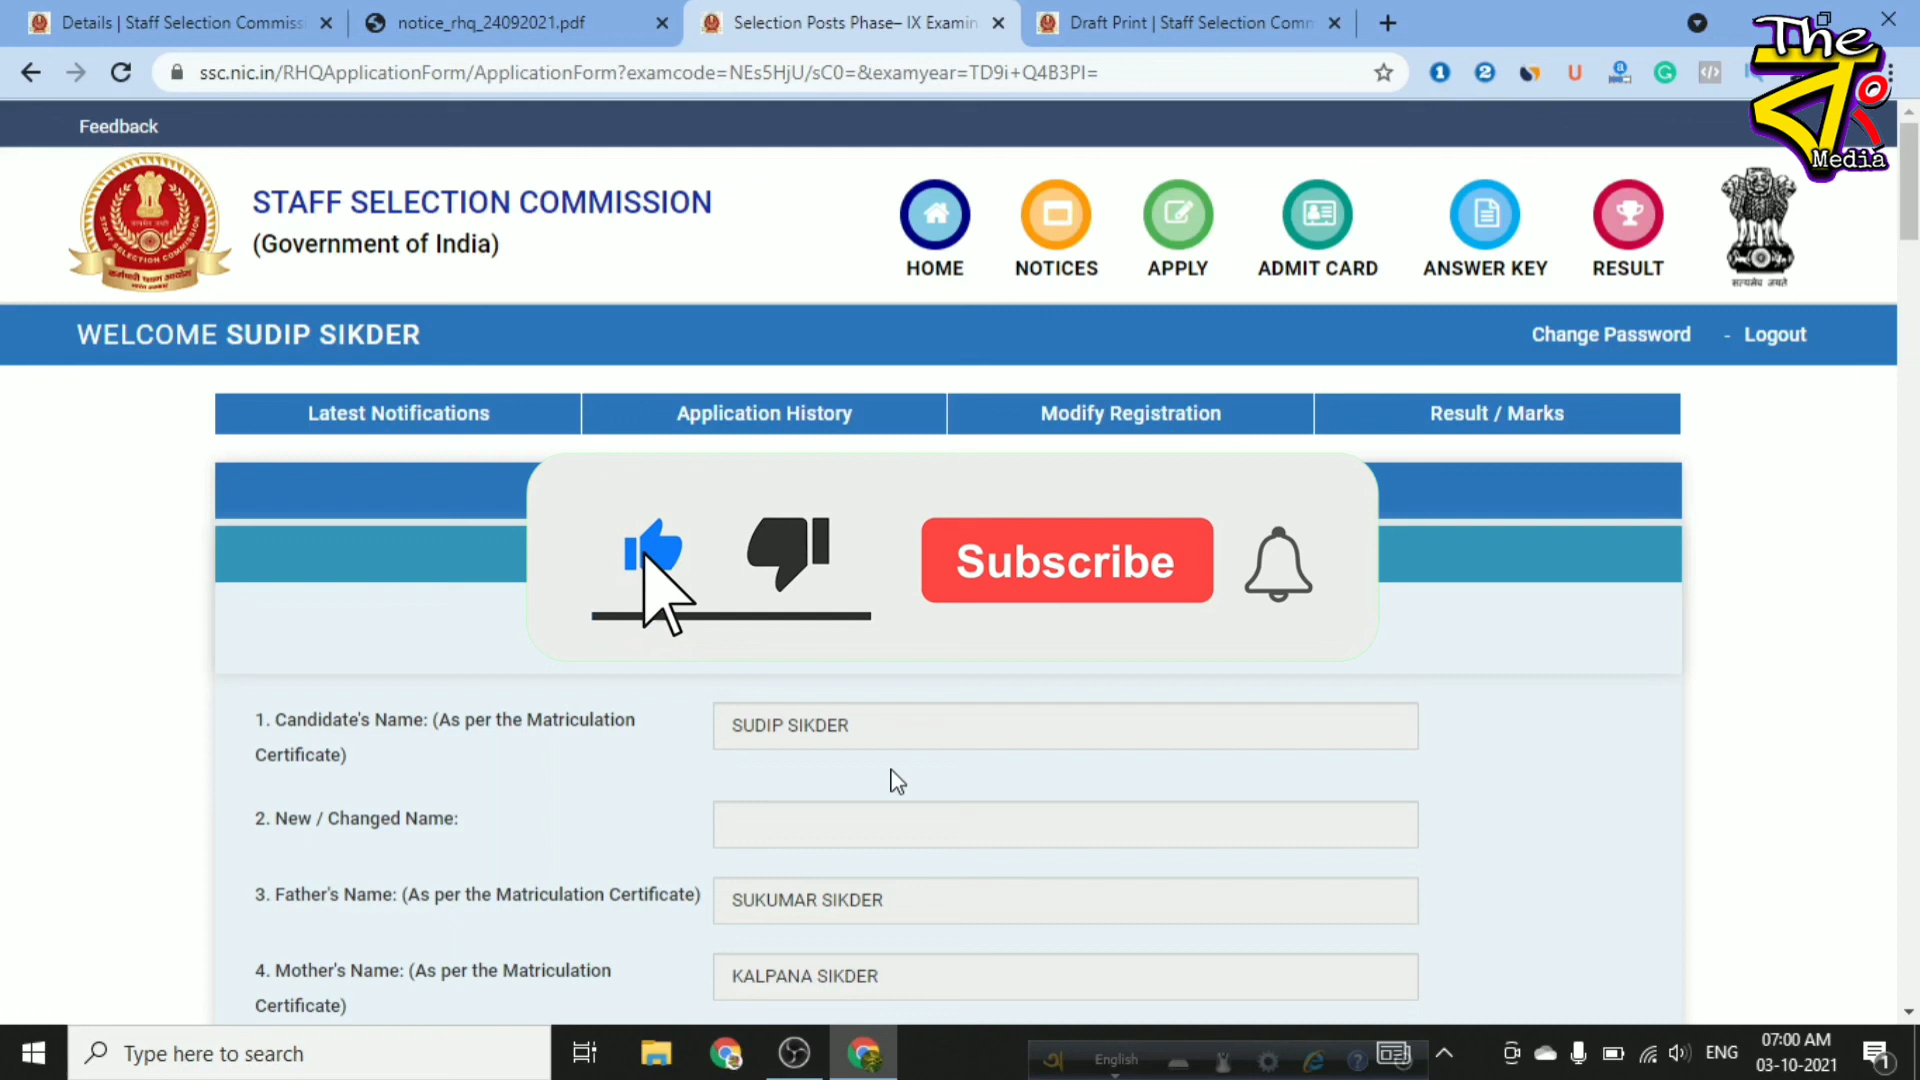 Details | Staff Selection Commiss
notice_rhq_24092021.pdf
Selection Posts Phase– IX Examin
Draft Print | Staff Selection Comm
ssc.nic.in/RHQApplicationForm/ApplicationForm?examcode=NEs5HjU/sC0=&examyear=TD9i+Q4B3PI=
The
Media
Feedback
STAFF SELECTION COMMISSION
(Government of India)
HOME
NOTICES
APPLY
ADMIT CARD
ANSWER KEY
RESULT
सत्यमेव जयते
WELCOME SUDIP SIKDER
Change Password - Logout
Latest Notifications
Application History
Modify Registration
Result / Marks
Subscribe
1. Candidate's Name: (As per the Matriculation
Certificate)
SUDIP SIKDER
2. New / Changed Name:
3. Father's Name: (As per the Matriculation Certificate)
SUKUMAR SIKDER
4. Mother's Name: (As per the Matriculation
Certificate)
KALPANA SIKDER
Type here to search
English
ENG
07:00 AM
03-10-2021
1